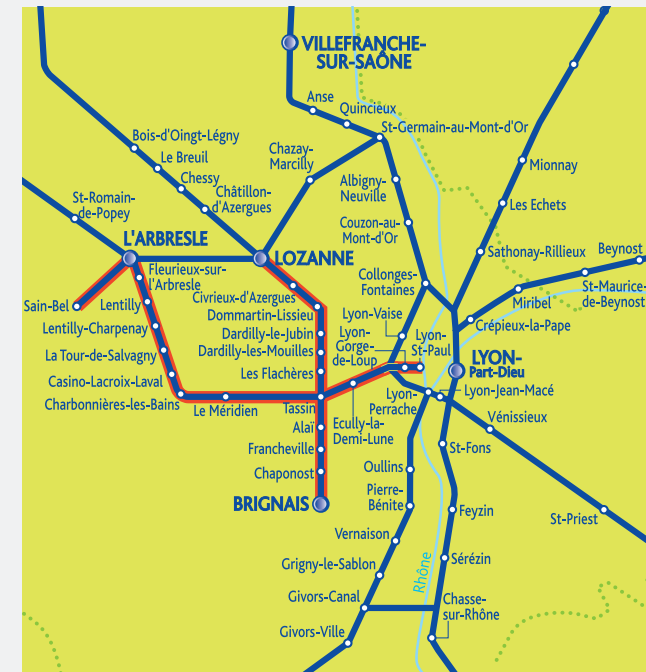 VILLEFRANCHE-
SUR-SAÔNE
Anse
Quincieux
St-Germain-au-Mont-d'Or
Bois-d'Oingt-Légny
Le Breuil
Chessy
Châtillon-
d'Azergues
Chazay-
Marcilly
Albigny-
Neuville
Mionnay
St-Romain-
de-Popey
Couzon-au-
Mont-d'Or
Les Echets
L'ARBRESLE
LOZANNE
Sathonay-Rillieux
Beynost
Fleurieux-sur-
l'Arbresle
Collonges-
Fontaines
St-Maurice-
de-Beynost
Miribel
Sain-Bel
Lentilly
Civrieux-d'Azergues
Dommartin-Lissieu
Lyon-Vaise
Crépieux-la-Pape
Lentilly-Charpenay
Dardilly-le-Jubin
Lyon-
Gorge-
de-Loup
Lyon-
St-Paul
La Tour-de-Salvagny
Dardilly-les-Mouilles
LYON-
Part-Dieu
Casino-Lacroix-Laval
Les Flachères
Charbonnières-les-Bains
Le Méridien
Tassin
Lyon-
Perrache
Lyon-Jean-Macé
Alaï
Ecully-la-
Demi-Lune
Vénissieux
Francheville
St-Fons
Chaponost
Oullins
BRIGNAIS
Pierre-
Bénite
Feyzin
St-Priest
Vernaison
Grigny-le-Sablon
Sérézin
Rhône
Givors-Canal
Chasse-
sur-Rhône
Givors-Ville